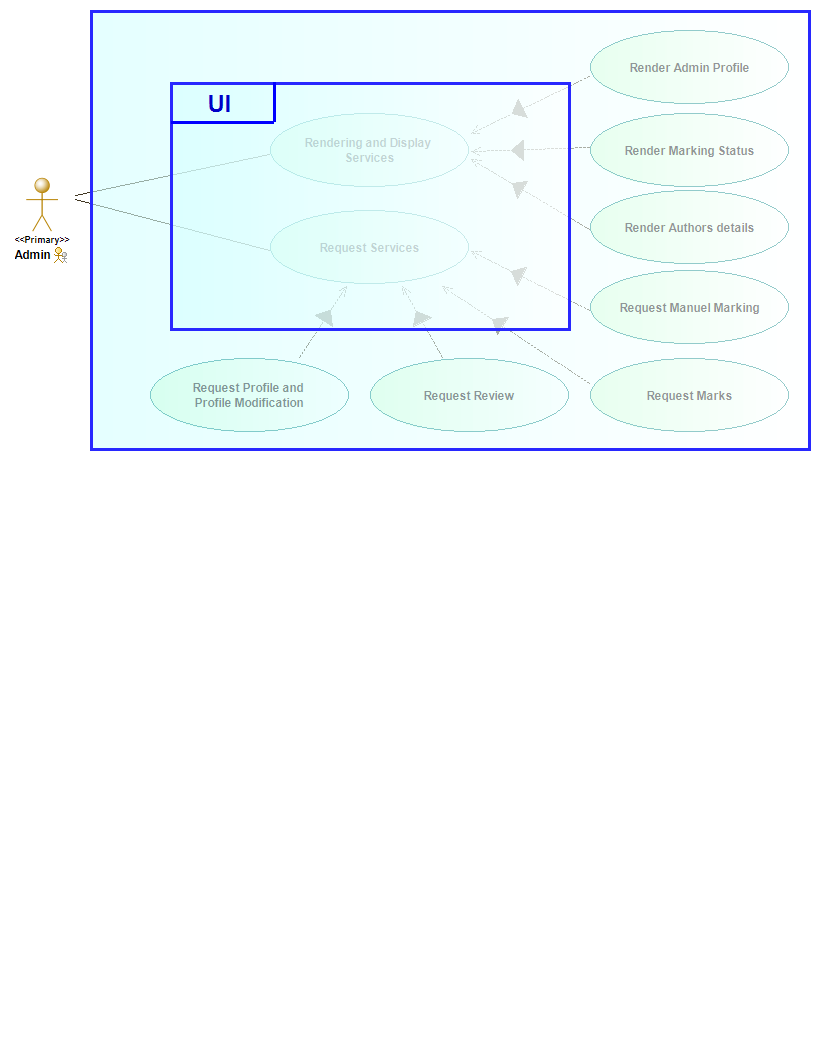 UI
Render Admin Profile
Rendering and Display
Services
Render Marking Status
<<Primary>>
Admin
Render Authors details
Request Services
Request Manuel Marking
Request Profile and
Profile Modification
Request Review
Request Marks